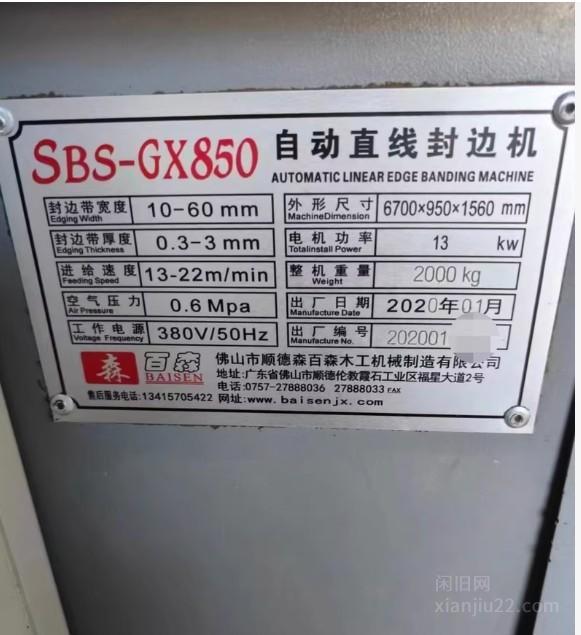 SBS-GX850 自动直线封边机
AUTOMATIC LINEAR EDGE BANDING MACHINE
封边带宽度 Edging Width 10-60 mm
外形尺寸 MachineDimension 6700×950×1560 mm
封边带厚度 Edging Thickness 0.3-3 mm
电机功率 Totalinstall Power 13 kw
进给速度 Feeding Speed 13-22m/min
整机重量 Weight 2000 kg
空气压力 Air Pressure 0.6 Mpa
出厂日期 Manufacture Date 2020年01月
工作电源 Voltage Frequency 380V/50Hz
出厂编号 Manufacture No. 202001
森 百森 BAISEN
佛山市顺德森百森木工机械制造有限公司
地址:广东省佛山市顺德伦教霞石工业区福星大道2号
电话:0757-27888036 27888033 FAX
售后服务电话:13415705422 网址:www.baisenjx.com
闲旧网
xianjiu22.com